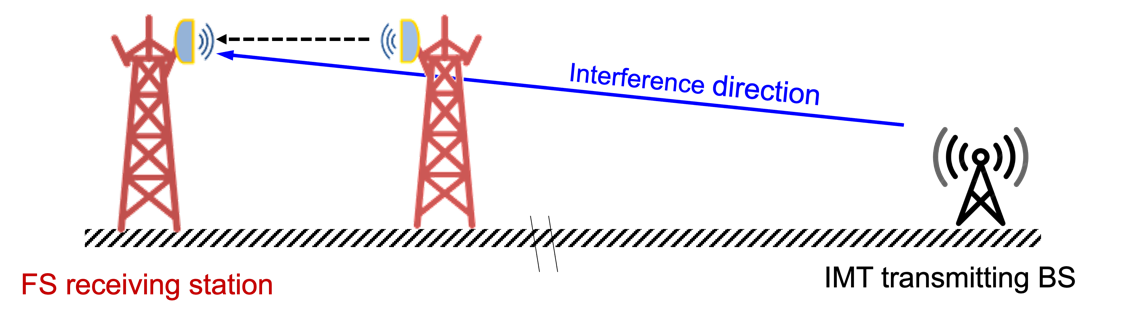 Interference direction
FS receiving station
IMT transmitting BS